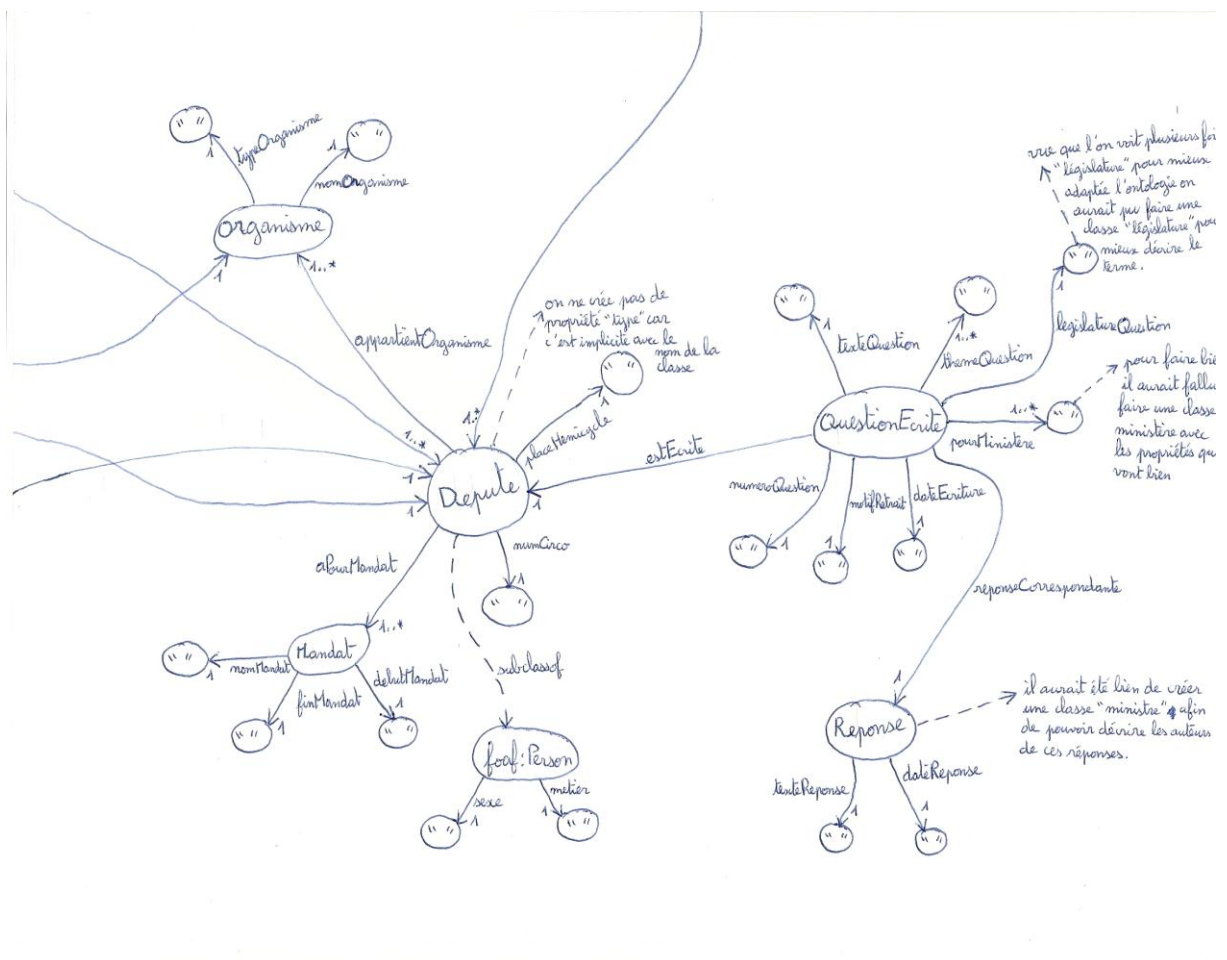 typeOrganisme
1
1
nomOrganisme
" "
" "
Organisme
1
1..*
appartientOrganisme
on ne crée pas de
propriété "type" car
c'est implicite avec le
nom de la
classe
" "
1
placeHemicycle
1..*
1..*
1
1
Depute
1
estEcrite
aPourMandat
1..*
numCirco
1
" "
Mandat
" "
1
nomMandat
finMandat
1
" "
debutMandat
1
" "
subclassof
foaf:Person
sexe
1
" "
metier
1
" "
vue que l'on voit plusieurs foi
"législature" pour mieux
adaptée l'ontologie on
aurait pu faire une
classe "législature" pou
mieux décrire le
terme.
" "
1
legislatureQuestion
" "
1
texteQuestion
" "
1..*
themeQuestion
QuestionEcrite
1..*
pourMinistère
" "
pour faire bie
il aurait fallu
faire une classe
ministère avec
les propriétés qu
vont bien
numeroQuestion
1
" "
motifRetrait
1
" "
dateEcriture
1
" "
reponseCorrespondante
1
Reponse
il aurait été bien de créer
une classe "ministre" afin
de pouvoir décrire les auteurs
de ces réponses.
texteReponse
1
" "
dateReponse
1
" "